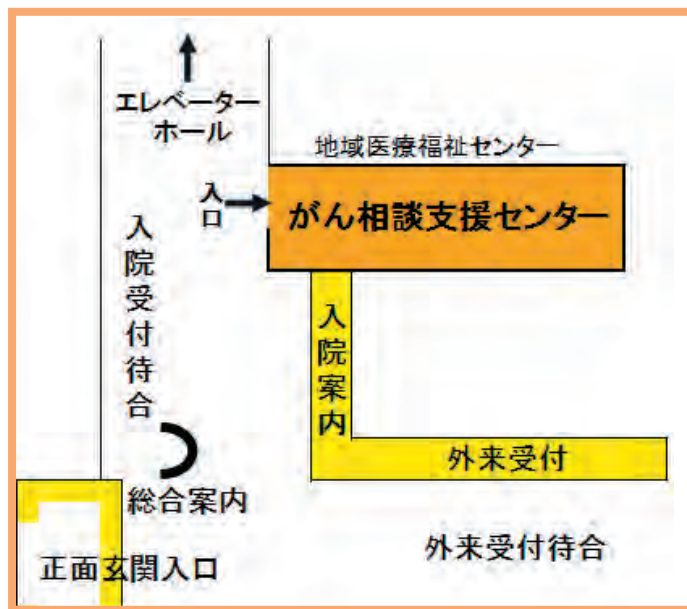 エレベーター
ホール
地域医療福祉センター
入口
がん相談支援センター
入院受付待合
入院案内
外来受付
総合案内
外来受付待合
正面玄関入口